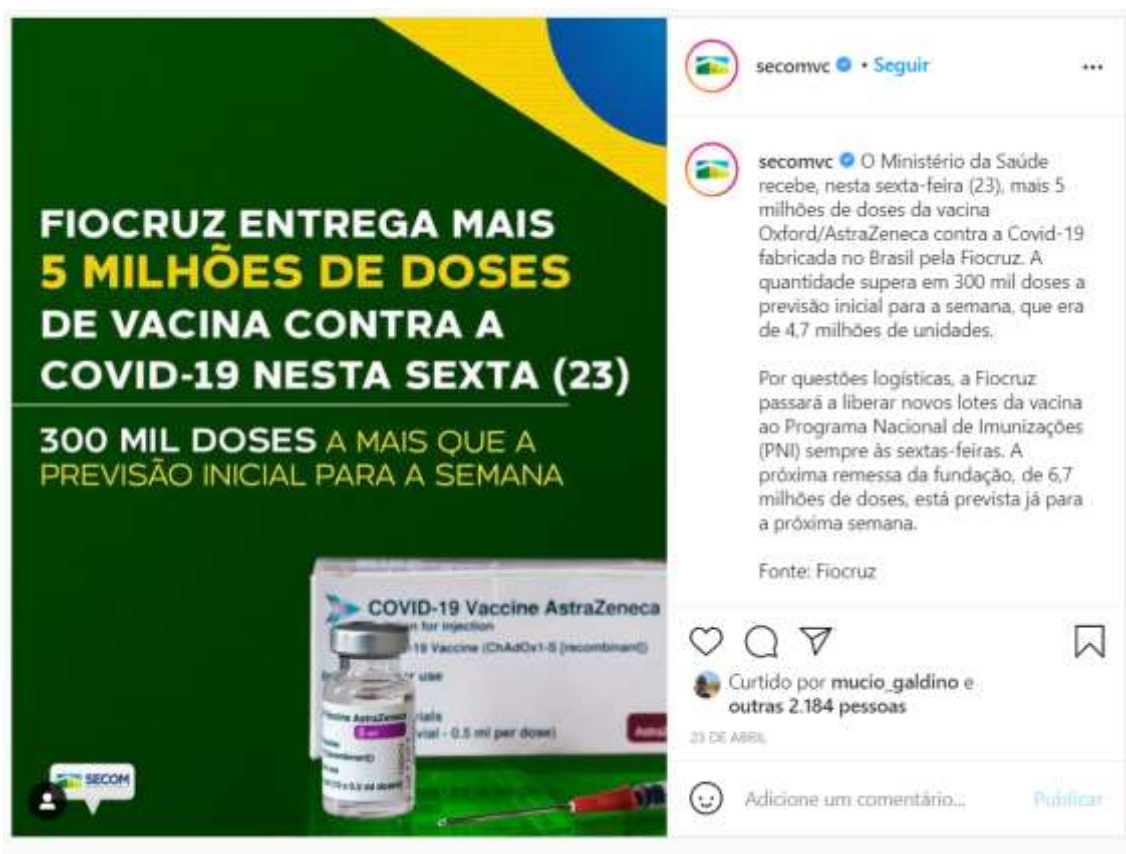 FIOCRUZ ENTREGA MAIS
5 MILHÕES DE DOSES
DE VACINA CONTRA A
COVID-19 NESTA SEXTA (23)
300 MIL DOSES A MAIS QUE A
PREVISÃO INICIAL PARA A SEMANA
COVID-19 Vaccine AstraZeneca
for injection
Vaccine (ChAdOx1-S [recombinant])
use
vial - 0.5 ml per dose)
SECOM
secomvc • Seguir
secomvc O Ministério da Saúde
recebe, nesta sexta-feira (23), mais 5
milhões de doses da vacina
Oxford/AstraZeneca contra a Covid-19
fabricada no Brasil pela Fiocruz. A
quantidade supera em 300 mil doses a
previsão inicial para a semana, que era
de 4,7 milhões de unidades.
Por questões logísticas, a Fiocruz
passará a liberar novos lotes da vacina
ao Programa Nacional de Imunizações
(PNI) sempre às sextas-feiras. A
próxima remessa da fundação, de 6,7
milhões de doses, está prevista já para
a próxima semana.
Fonte: Fiocruz
Curtido por mucio_galdino e
outras 2.184 pessoas
23 DE ABRIL
Adicione um comentário... Publicar